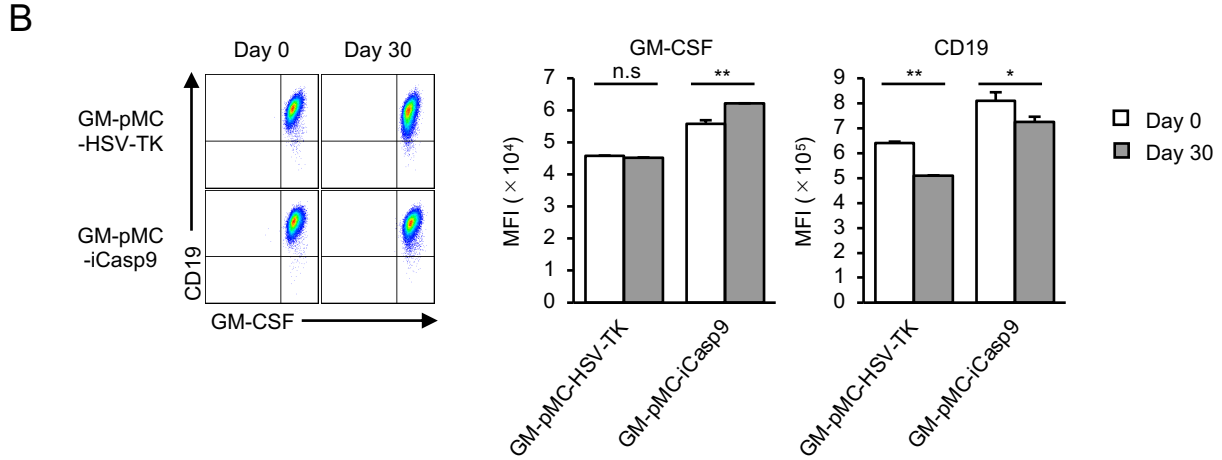 B
Day 0 Day 30
GM-pMC
-HSV-TK
GM-pMC
-iCasp9
CD19
GM-CSF
GM-CSF
n.s **
7
6
5
4
3
2
1
0
MFI (×10⁴)
GM-pMC-HSV-TK
GM-pMC-iCasp9
CD19
** *
9
8
7
6
5
4
3
2
1
0
MFI (×10⁵)
GM-pMC-HSV-TK
GM-pMC-iCasp9
Day 0
Day 30